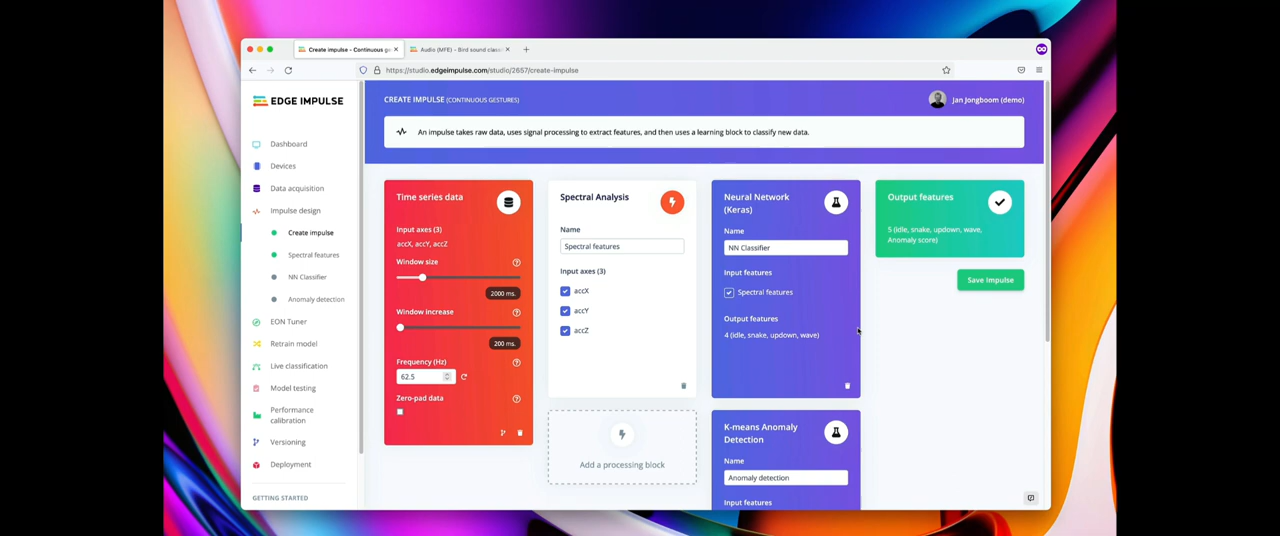 Create impulse - Continuous ge
Audio (MFE) - Bird sound classi
https://studio.edgeimpulse.com/studio/2657/create-impulse
EDGE IMPULSE
CREATE IMPULSE (CONTINUOUS GESTURES)
Jan Jongboom (demo)
An impulse takes raw data, uses signal processing to extract features, and then uses a learning block to classify new data.
Dashboard
Devices
Data acquisition
Impulse design
Create impulse
Spectral features
NN Classifier
Anomaly detection
EON Tuner
Retrain model
Live classification
Model testing
Performance
calibration
Versioning
Deployment
GETTING STARTED
Time series data
Input axes (3)
accX, accY, accZ
Window size
2000 ms.
Window increase
200 ms.
Frequency (Hz)
62.5
Zero-pad data
Spectral Analysis
Name
Spectral features
Input axes (3)
accX
accY
accZ
Add a processing block
Neural Network
(Keras)
Name
NN Classifier
Input features
Spectral features
Output features
4 (idle, snake, updown, wave)
K-means Anomaly
Detection
Name
Anomaly detection
Input features
Output features
5 (idle, snake, updown, wave,
Anomaly score)
Save Impulse